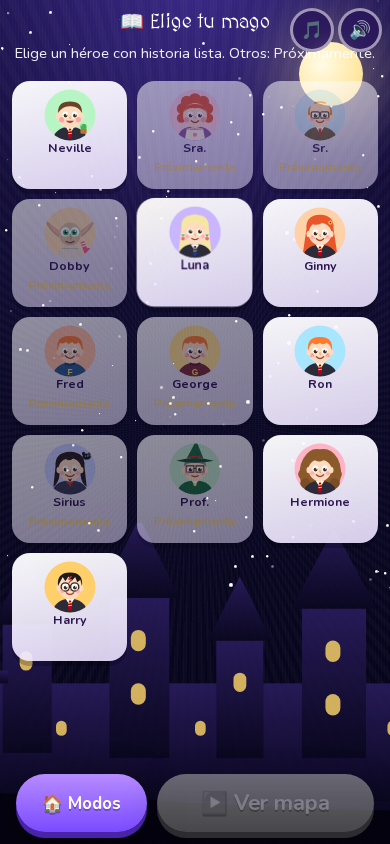 📖 Elige tu mago
Elige un héroe con historia lista. Otros: Próximamente.
Neville
Sra.
Próximamente
Sr.
Próximamente
Dobby
Próximamente
Luna
Ginny
Fred
Próximamente
George
Próximamente
Ron
Sirius
Próximamente
Prof.
Próximamente
Hermione
Harry
🏠 Modos
▶️ Ver mapa